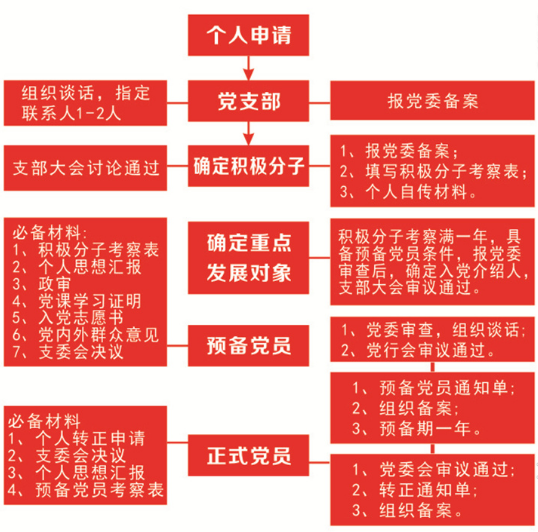 个人申请
组织谈话，指定
联系人1-2人
党支部
报党委备案
支部大会讨论通过
确定积极分子
1、报党委备案；
2、填写积极分子考察表；
3、个人自传材料。
必备材料:
1、积极分子考察表
2、个人思想汇报
3、政审
4、党课学习证明
5、入党志愿书
6、党内外群众意见
7、支委会决议
确定重点
发展对象
积极分子考察满一年，具
备预备党员条件，报党委
审查后，确定入党介绍人，
支部大会审议通过。
预备党员
1、党委审查，组织谈话；
2、党行会审议通过。
1、预备党员通知单；
2、组织备案；
3、预备期一年。
必备材料
1、个人转正申请
2、支委会决议
3、个人思想汇报
4、预备党员考察表
正式党员
1、党委会审议通过；
2、转正通知单；
3、组织备案。